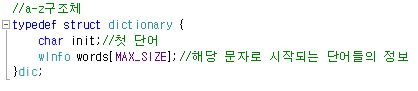 //a-z구조체
typedef struct dictionary {
char init;//첫 단어
wInfo words[MAX_SIZE];//해당 문자로 시작되는 단어들의 정보
}dic;